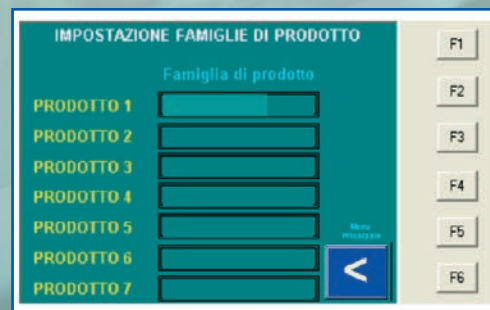 IMPOSTAZIONE FAMIGLIE DI PRODOTTO
Famiglia di prodotto
PRODOTTO 1
PRODOTTO 2
PRODOTTO 3
PRODOTTO 4
PRODOTTO 5
PRODOTTO 6
PRODOTTO 7
Menu
<
F1
F2
F3
F4
F5
F6